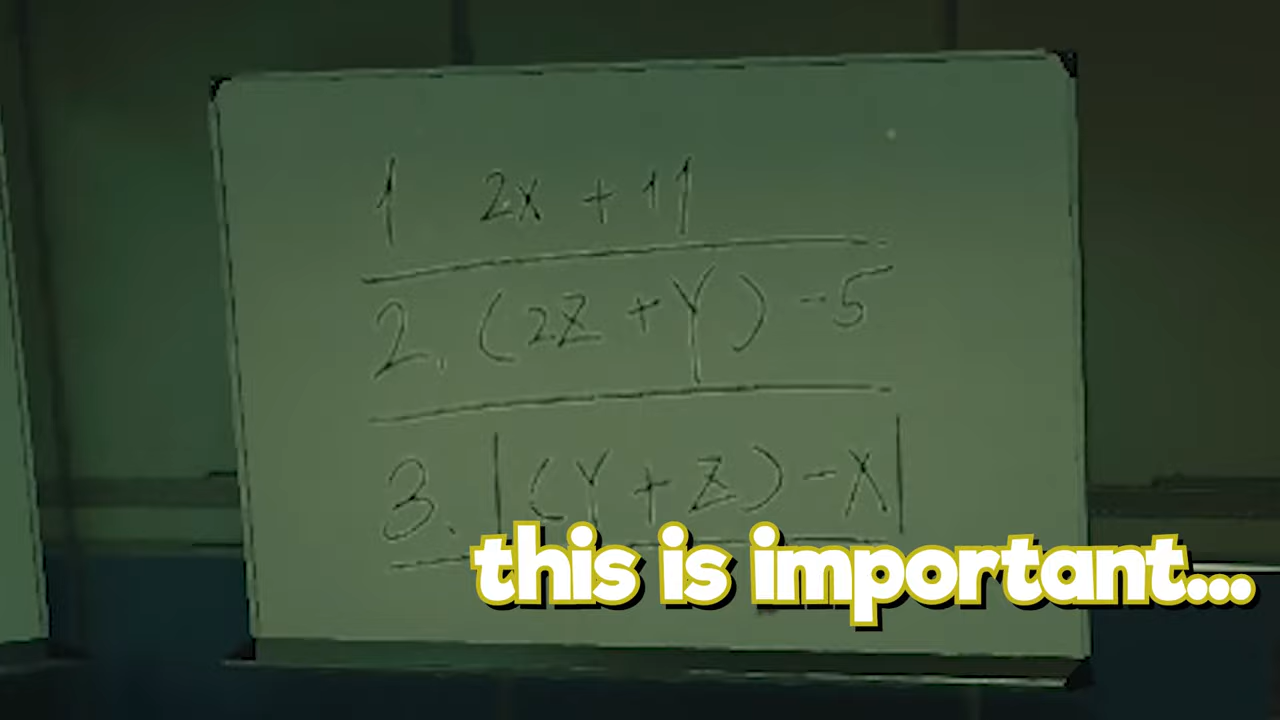 1 2x + 11
2. (2Z + Y) - 5
3. |(Y + Z) - X|
this is important...